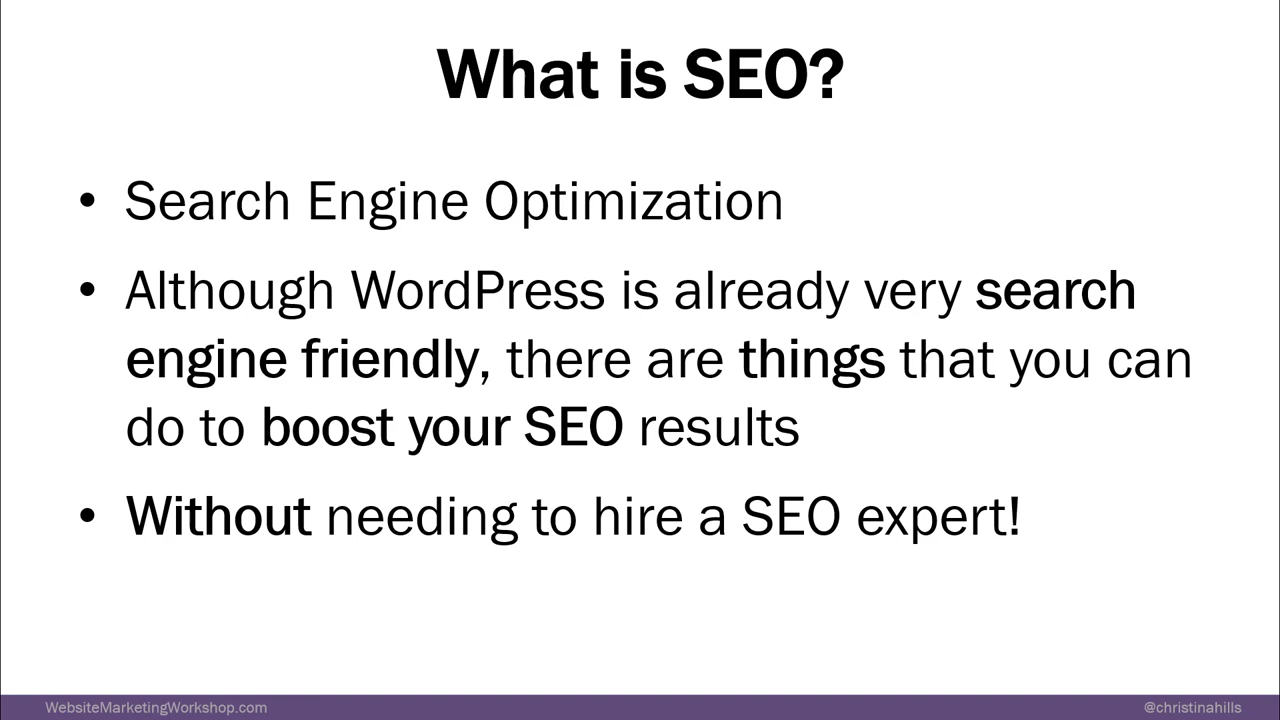 What is SEO?
• Search Engine Optimization
• Although WordPress is already very search
engine friendly, there are things that you can
do to boost your SEO results
• Without needing to hire a SEO expert!
WebsiteMarketingWorkshop.com
@christinahills